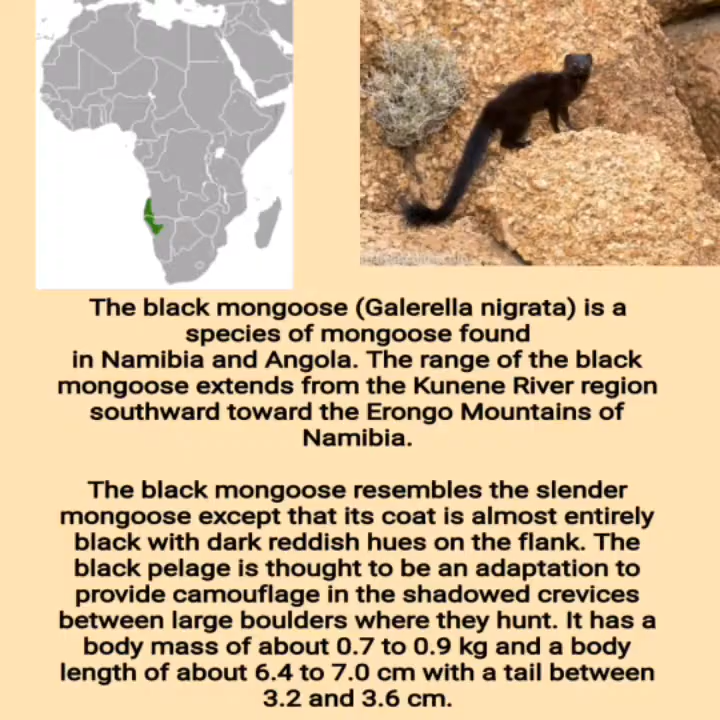 The black mongoose (Galerella nigrata) is a
species of mongoose found
in Namibia and Angola. The range of the black
mongoose extends from the Kunene River region
southward toward the Erongo Mountains of
Namibia.
The black mongoose resembles the slender
mongoose except that its coat is almost entirely
black with dark reddish hues on the flank. The
black pelage is thought to be an adaptation to
provide camouflage in the shadowed crevices
between large boulders where they hunt. It has a
body mass of about 0.7 to 0.9 kg and a body
length of about 6.4 to 7.0 cm with a tail between
3.2 and 3.6 cm.